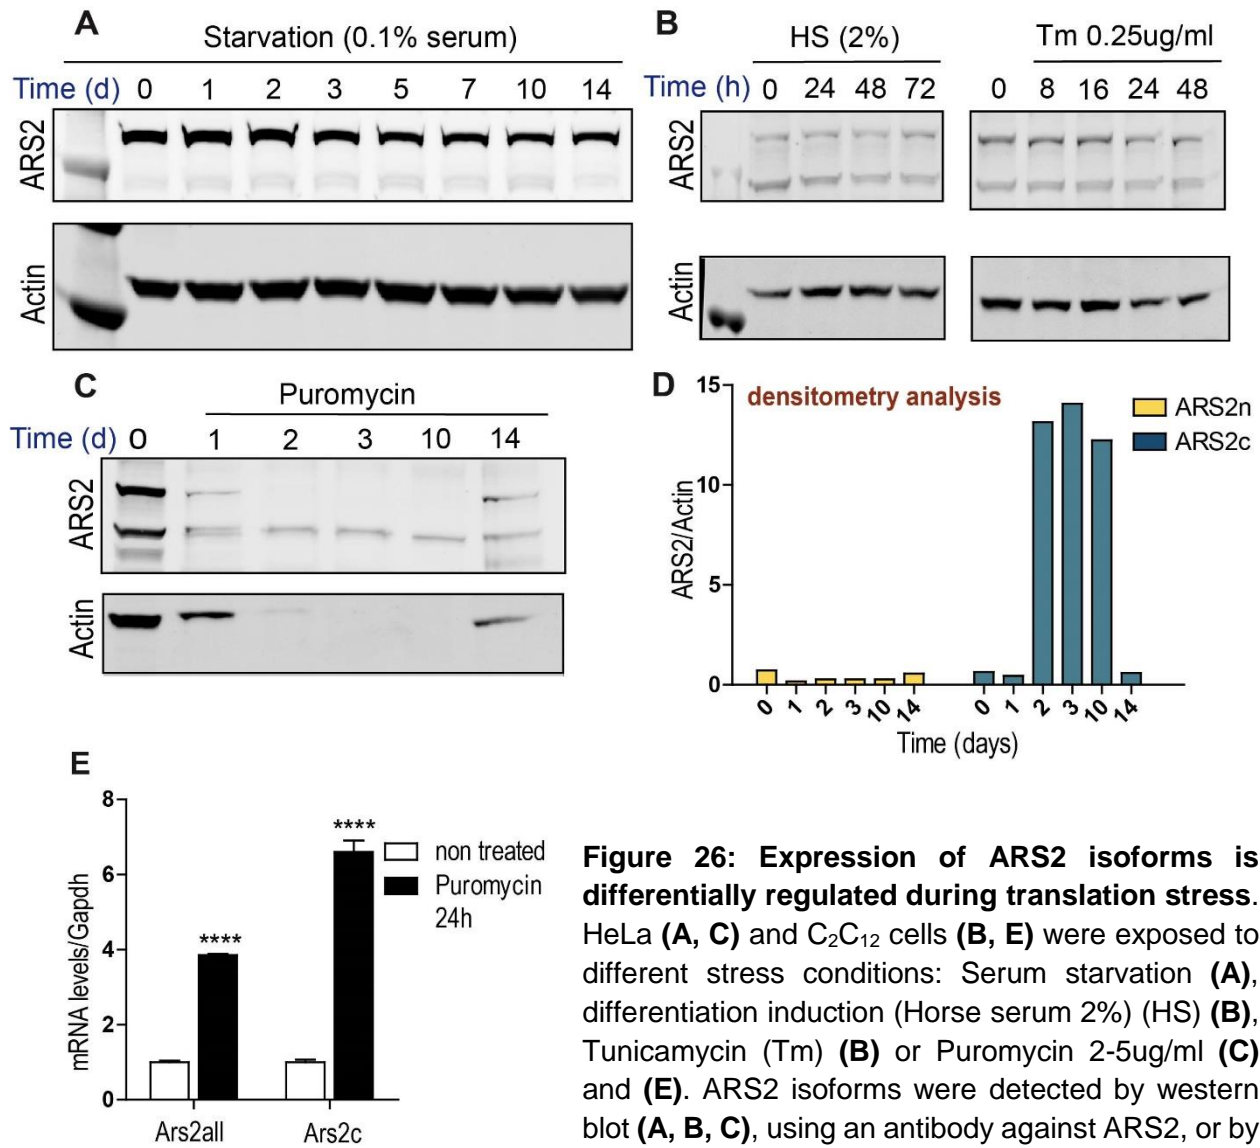 A
Starvation (0.1% serum)
Time (d) 0 1 2 3 5 7 10 14
ARS2
Actin
B
HS (2%)
Tm 0.25ug/ml
Time (h) 0 24 48 72
0 8 16 24 48
ARS2
Actin
C
Puromycin
Time (d) 0 1 2 3 10 14
ARS2
Actin
D
densitometry analysis
ARS2n
ARS2c
ARS2/Actin
15
10
5
0
0 1 2 3 10 14
0 1 2 3 10 14
Time (days)
E
mRNA levels/Gapdh
8
6
4
2
0
****
****
non treated
Puromycin
24h
Ars2all
Ars2c
Figure 26: Expression of ARS2 isoforms is
differentially regulated during translation stress.
HeLa (A, C) and C₂C₁₂ cells (B, E) were exposed to
different stress conditions: Serum starvation (A),
differentiation induction (Horse serum 2%) (HS) (B),
Tunicamycin (Tm) (B) or Puromycin 2-5ug/ml (C)
and (E). ARS2 isoforms were detected by western
blot (A, B, C), using an antibody against ARS2, or by